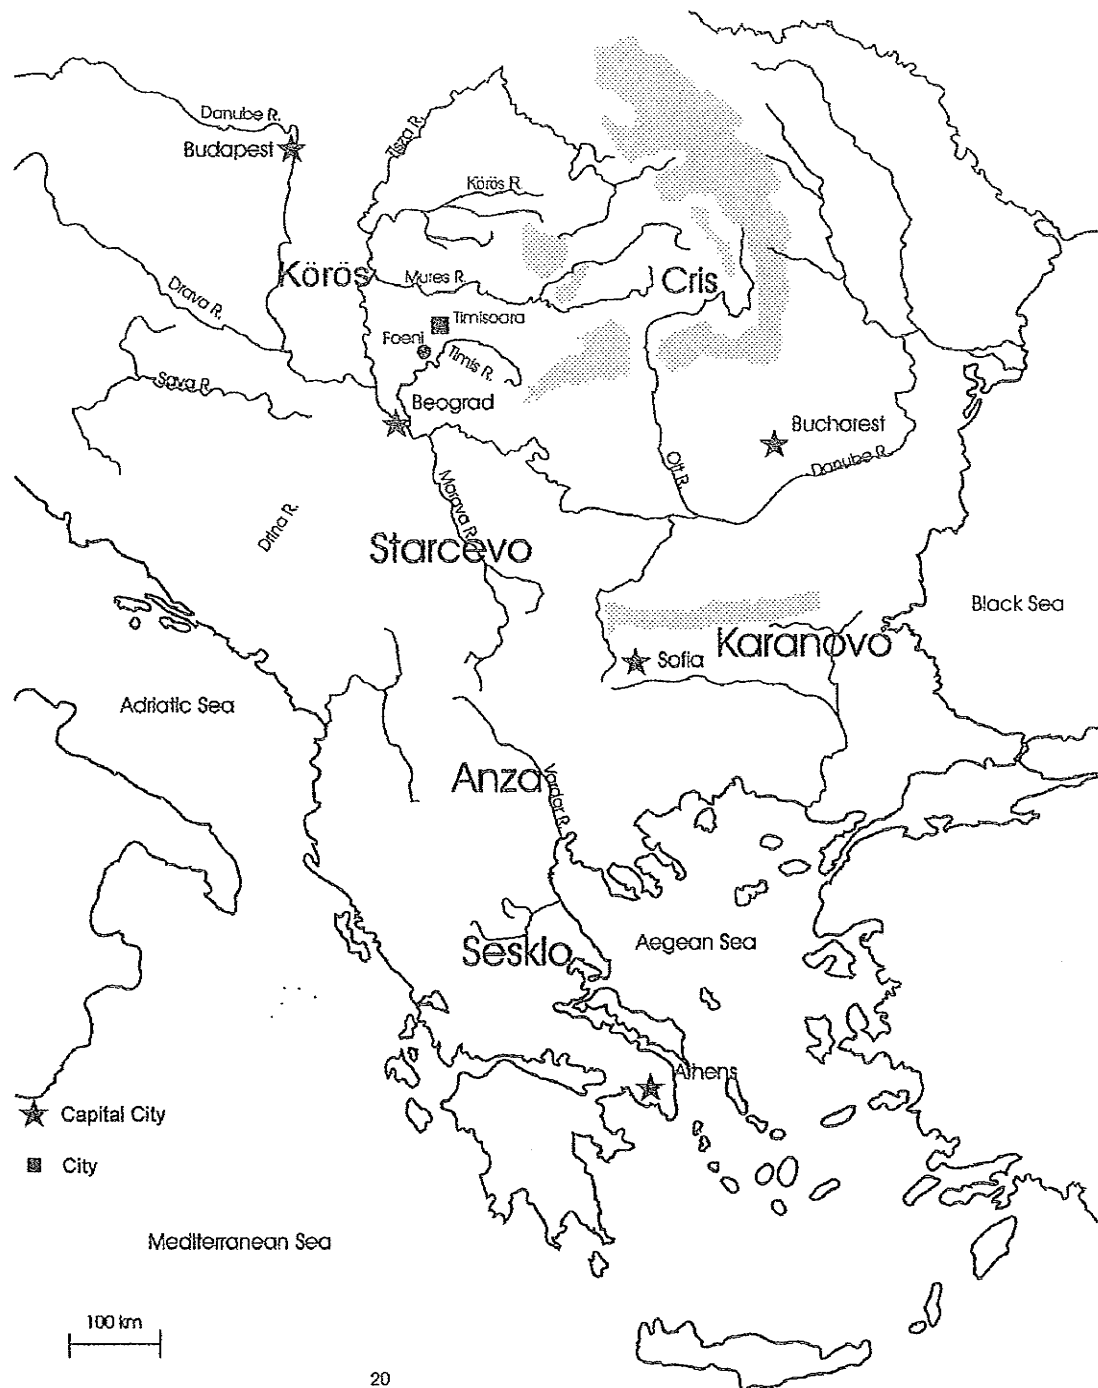 Danube R.
Budapest
Tisza R.
Körös R.
Körös
Mures R.
Cris
Drava R.
Timisoara
Foeni
Timis R.
Sava R.
Beograd
Bucharest
Danube R.
Olt R.
Morava R.
Drina R.
Starcevo
Black Sea
Karanovo
Sofia
Adriatic Sea
Anza
Vardar R.
Aegean Sea
Sesklo
Athens
Capital City
City
Mediterranean Sea
100 km
20